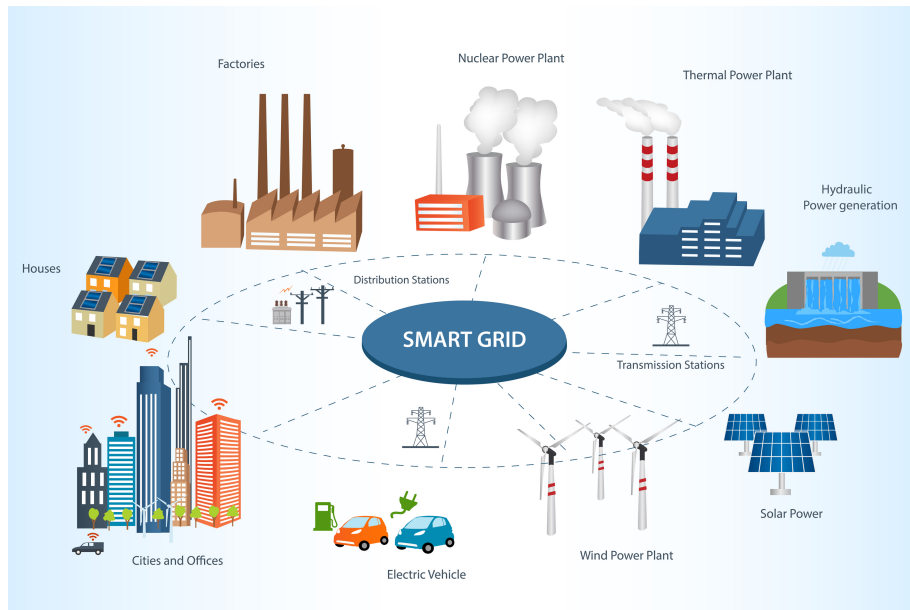 Factories
Nuclear Power Plant
Thermal Power Plant
Hydraulic
Power generation
Houses
Distribution Stations
SMART GRID
Transmission Stations
Solar Power
Wind Power Plant
Cities and Offices
Electric Vehicle